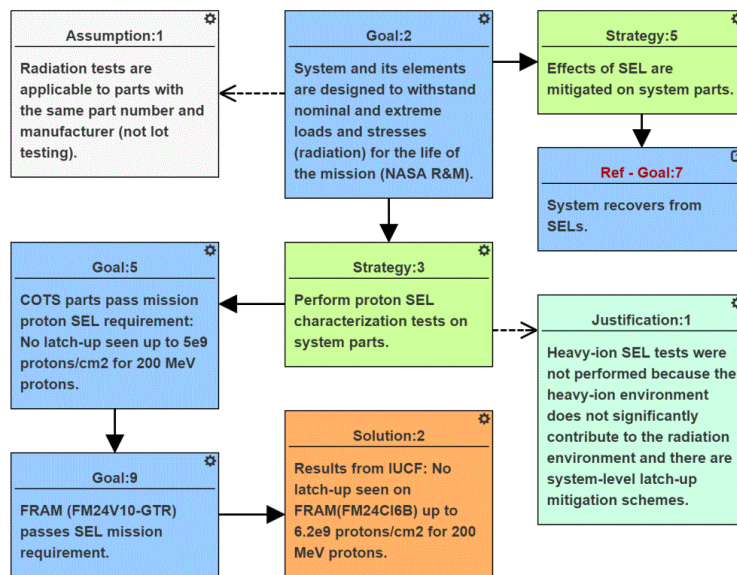 Assumption:1
Radiation tests are
applicable to parts with
the same part number and
manufacturer (not lot
testing).
Goal:2
System and its elements
are designed to withstand
nominal and extreme
loads and stresses
(radiation) for the life of
the mission (NASA R&M).
Strategy:5
Effects of SEL are
mitigated on system parts.
Ref - Goal:7
System recovers from
SELs.
Goal:5
COTS parts pass mission
proton SEL requirement:
No latch-up seen up to 5e9
protons/cm2 for 200 MeV
protons.
Strategy:3
Perform proton SEL
characterization tests on
system parts.
Justification:1
Heavy-ion SEL tests were
not performed because the
heavy-ion environment
does not significantly
contribute to the radiation
environment and there are
system-level latch-up
mitigation schemes.
Goal:9
FRAM (FM24V10-GTR)
passes SEL mission
requirement.
Solution:2
Results from IUCF: No
latch-up seen on
FRAM(FM24CI6B) up to
6.2e9 protons/cm2 for 200
MeV protons.